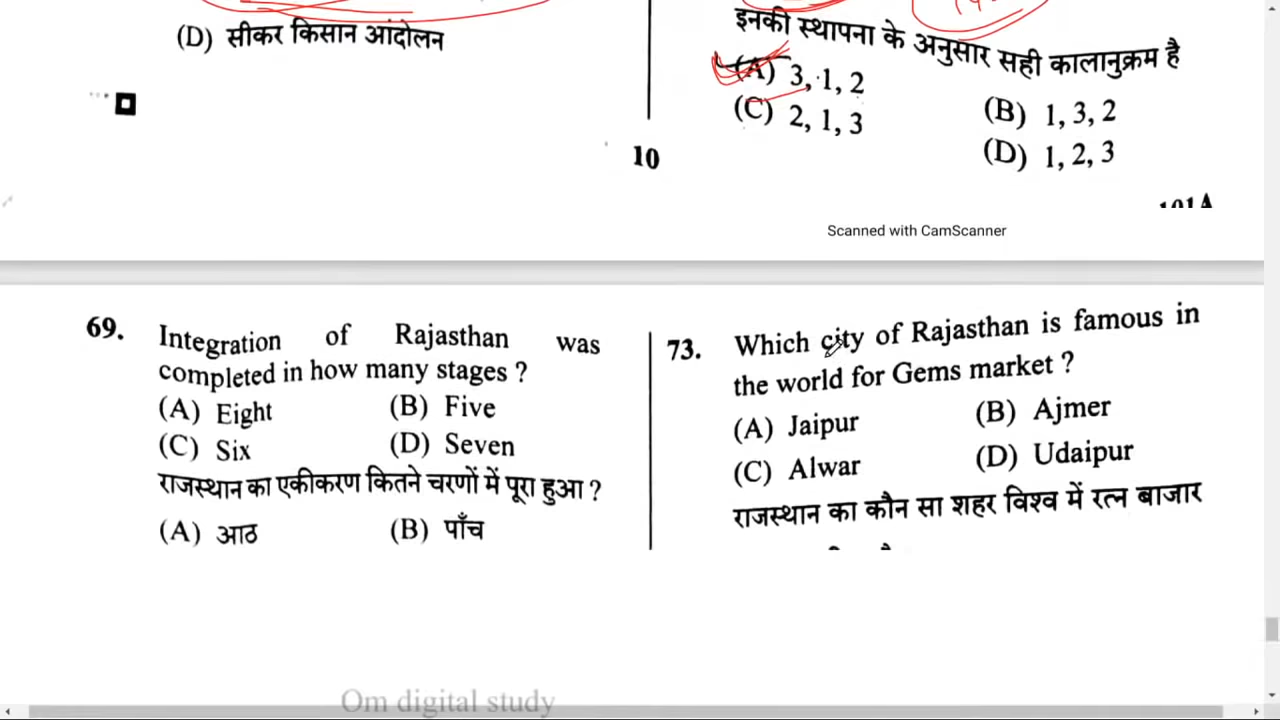 (D) सीकर किसान आंदोलन
इनकी स्थापना के अनुसार सही कालानुक्रम है
(A) 3, 1, 2
(B) 1, 3, 2
(C) 2, 1, 3
(D) 1, 2, 3
10
101A
Scanned with CamScanner
69. Integration of Rajasthan was
completed in how many stages ?
(A) Eight (B) Five
(C) Six (D) Seven
राजस्थान का एकीकरण कितने चरणों में पूरा हुआ ?
(A) आठ (B) पाँच
73. Which city of Rajasthan is famous in
the world for Gems market ?
(A) Jaipur (B) Ajmer
(C) Alwar (D) Udaipur
राजस्थान का कौन सा शहर विश्व में रत्न बाजार
Om digital study